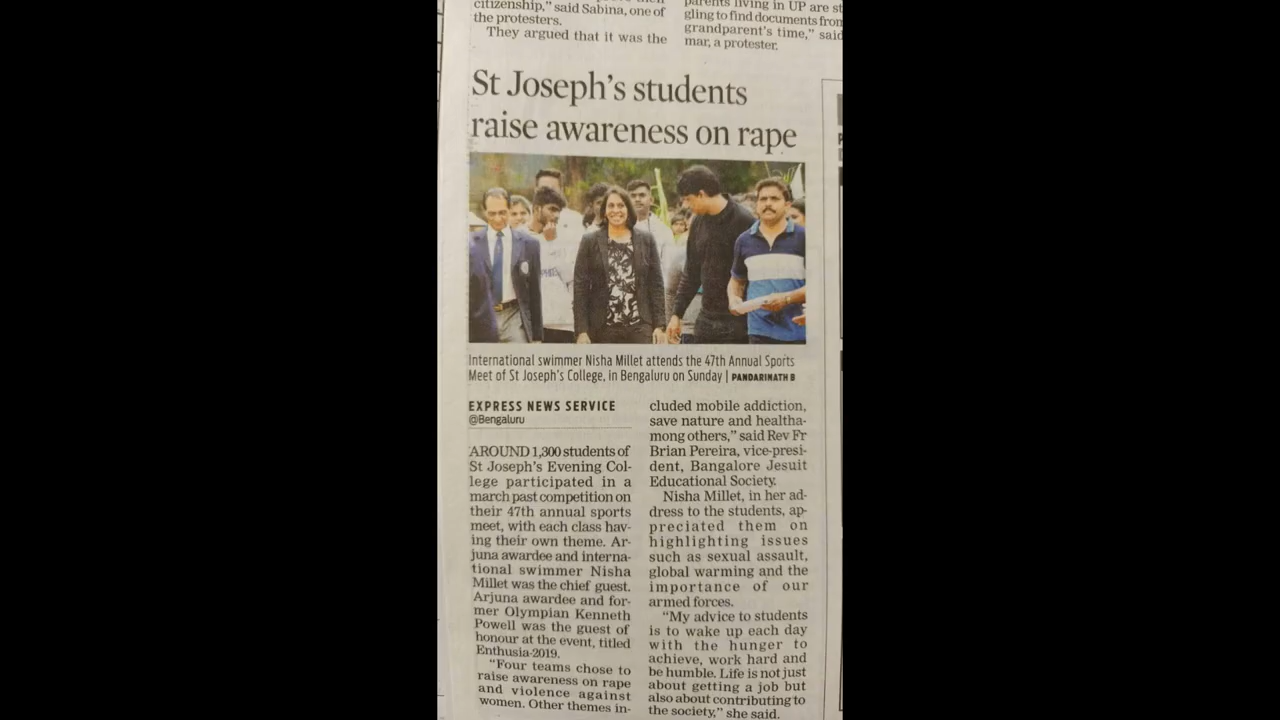 citizenship," said Sabina, one of
the protesters.
They argued that it was the
parents living in UP are st
gling to find documents from
grandparent's time," said
mar, a protester.
St Joseph's students
raise awareness on rape
International swimmer Nisha Millet attends the 47th Annual Sports
Meet of St Joseph's College, in Bengaluru on Sunday | PANDARINATH B
EXPRESS NEWS SERVICE
@Bengaluru
AROUND 1,300 students of
St Joseph's Evening Col-
lege participated in a
march past competition on
their 47th annual sports
meet, with each class hav-
ing their own theme. Ar-
juna awardee and interna-
tional swimmer Nisha
Millet was the chief guest.
Arjuna awardee and for-
mer Olympian Kenneth
Powell was the guest of
honour at the event, titled
Enthusia-2019.
"Four teams chose to
raise awareness on rape
and violence against
women. Other themes in-
cluded mobile addiction,
save nature and healtha-
mong others," said Rev Fr
Brian Pereira, vice-presi-
dent, Bangalore Jesuit
Educational Society.
Nisha Millet, in her ad-
dress to the students, ap-
preciated them on
highlighting issues
such as sexual assault,
global warming and the
importance of our
armed forces.
"My advice to students
is to wake up each day
with the hunger to
achieve, work hard and
be humble. Life is not just
about getting a job but
also about contributing to
the society," she said.